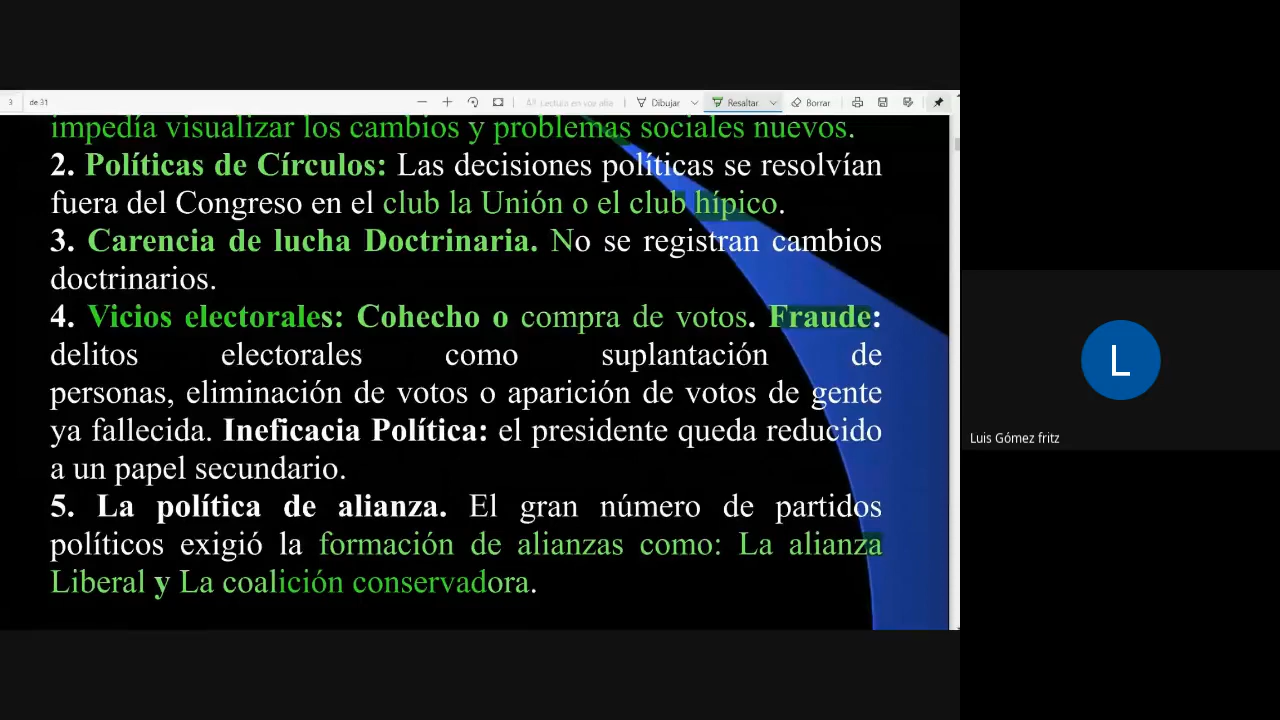 3 de 31 Lectura en voz alta Dibujar Resaltar Borrar
impedía visualizar los cambios y problemas sociales nuevos.
2. Políticas de Círculos: Las decisiones políticas se resolvían
fuera del Congreso en el club la Unión o el club hípico.
3. Carencia de lucha Doctrinaria. No se registran cambios
doctrinarios.
4. Vicios electorales: Cohecho o compra de votos. Fraude:
delitos electorales como suplantación de
personas, eliminación de votos o aparición de votos de gente
ya fallecida. Ineficacia Política: el presidente queda reducido
a un papel secundario.
5. La política de alianza. El gran número de partidos
políticos exigió la formación de alianzas como: La alianza
Liberal y La coalición conservadora.
L
Luis Gómez fritz